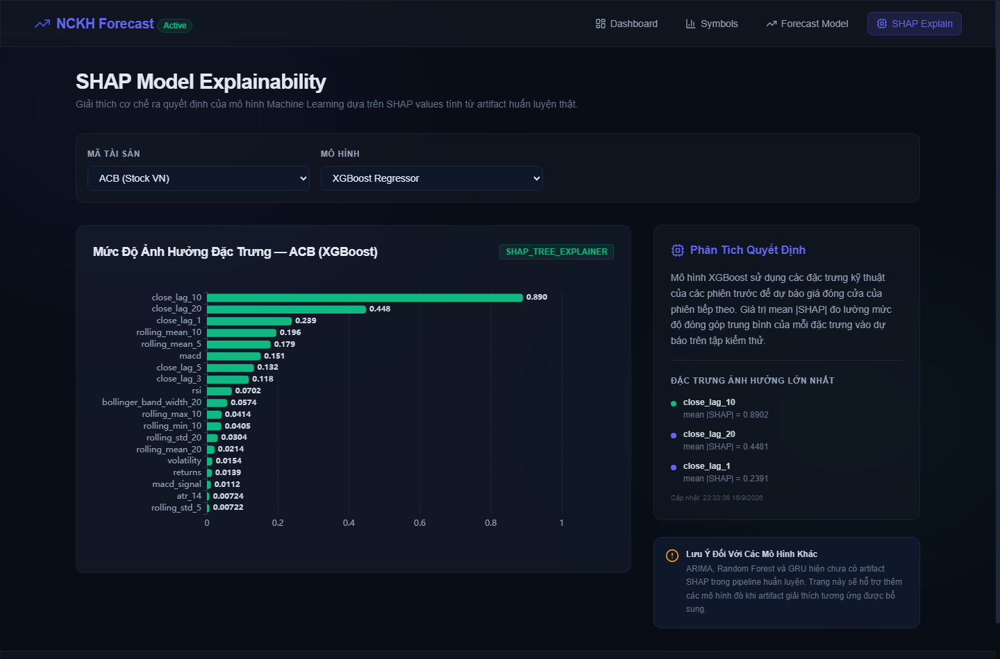 NCKH Forecast
Active
Dashboard
Symbols
Forecast Model
SHAP Explain
SHAP Model Explainability
Giải thích cơ chế ra quyết định của mô hình Machine Learning dựa trên SHAP values tính từ artifact huấn luyện thật.
MÃ TÀI SẢN
MÔ HÌNH
ACB (Stock VN)
XGBoost Regressor
Mức Độ Ảnh Hưởng Đặc Trưng — ACB (XGBoost)
SHAP_TREE_EXPLAINER
close_lag_10 0.890
close_lag_20 0.448
close_lag_1 0.239
rolling_mean_10 0.196
rolling_mean_5 0.179
macd 0.151
close_lag_5 0.132
close_lag_3 0.118
rsi 0.0702
bollinger_band_width_20 0.0574
rolling_max_10 0.0414
rolling_min_10 0.0405
rolling_std_20 0.0304
rolling_mean_20 0.0214
volatility 0.0154
returns 0.0139
macd_signal 0.0112
atr_14 0.00724
rolling_std_5 0.00722
0 0.2 0.4 0.6 0.8 1
Phân Tích Quyết Định
Mô hình XGBoost sử dụng các đặc trưng kỹ thuật
của các phiên trước để dự báo giá đóng cửa của
phiên tiếp theo. Giá trị mean |SHAP| đo lường mức
độ đóng góp trung bình của mỗi đặc trưng vào dự
báo trên tập kiểm thử.
ĐẶC TRƯNG ẢNH HƯỞNG LỚN NHẤT
close_lag_10
mean |SHAP| = 0.8902
close_lag_20
mean |SHAP| = 0.4481
close_lag_1
mean |SHAP| = 0.2391
Cập nhật: 23:33:36 16/9/2026
Lưu Ý Đối Với Các Mô Hình Khác
ARIMA, Random Forest và GRU hiện chưa có artifact
SHAP trong pipeline huấn luyện. Trang này sẽ hỗ trợ thêm
các mô hình đó khi artifact giải thích tương ứng được bổ
sung.